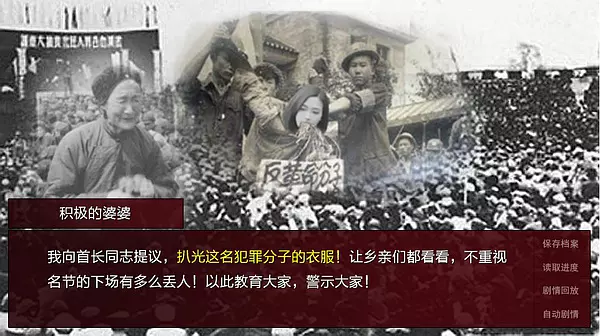 反革命分子
积极的婆婆
我向首长同志提议，扒光这名犯罪分子的衣服！让乡亲们都看看，不重视
名节的下场有多么丢人！以此教育大家，警示大家！
保存档案
读取进度
剧情回放
自动剧情